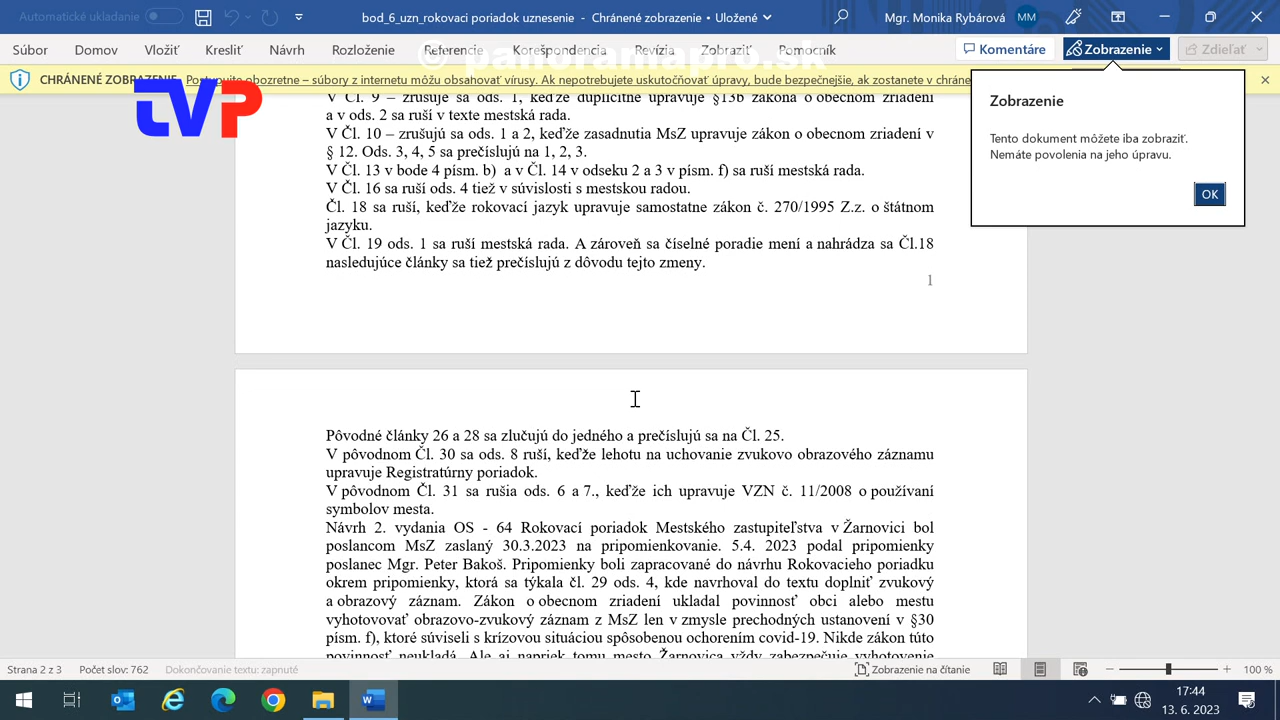 Automatické ukladanie
bod_6_uzn_rokovaci poriadok uznesenie - Chránené zobrazenie • Uložené
Mgr. Monika Rybárová MM
Súbor Domov Vložiť Kresliť Návrh Rozloženie Referencie Korešpondencia Revízia Zobraziť Pomocník Komentáre Zobrazenie Zdieľať
CHRÁNENÉ ZOBRAZENIE Postupujte obozretne – súbory z internetu môžu obsahovať vírusy. Ak nepotrebujete uskutočňovať úpravy, bude bezpečnejšie, ak zostanete v chráne
TVP
Zobrazenie
Tento dokument môžete iba zobraziť.
Nemáte povolenia na jeho úpravu.
OK
V Čl. 9 – zrušuje sa ods. 1, keďže duplicitne upravuje §13b zákona o obecnom zriadení
a v ods. 2 sa ruší v texte mestská rada.
V Čl. 10 – zrušujú sa ods. 1 a 2, keďže zasadnutia MsZ upravuje zákon o obecnom zriadení v
§ 12. Ods. 3, 4, 5 sa prečíslujú na 1, 2, 3.
V Čl. 13 v bode 4 písm. b) a v Čl. 14 v odseku 2 a 3 v písm. f) sa ruší mestská rada.
V Čl. 16 sa ruší ods. 4 tiež v súvislosti s mestskou radou.
Čl. 18 sa ruší, keďže rokovací jazyk upravuje samostatne zákon č. 270/1995 Z.z. o štátnom
jazyku.
V Čl. 19 ods. 1 sa ruší mestská rada. A zároveň sa číselné poradie mení a nahrádza sa Čl.18
nasledujúce články sa tiež prečíslujú z dôvodu tejto zmeny.
1
Pôvodné články 26 a 28 sa zlučujú do jedného a prečíslujú sa na Čl. 25.
V pôvodnom Čl. 30 sa ods. 8 ruší, keďže lehotu na uchovanie zvukovo obrazového záznamu
upravuje Registratúrny poriadok.
V pôvodnom Čl. 31 sa rušia ods. 6 a 7., keďže ich upravuje VZN č. 11/2008 o používaní
symbolov mesta.
Návrh 2. vydania OS - 64 Rokovací poriadok Mestského zastupiteľstva v Žarnovici bol
poslancom MsZ zaslaný 30.3.2023 na pripomienkovanie. 5.4. 2023 podal pripomienky
poslanec Mgr. Peter Bakoš. Pripomienky boli zapracované do návrhu Rokovacieho poriadku
okrem pripomienky, ktorá sa týkala čl. 29 ods. 4, kde navrhoval do textu doplniť zvukový
a obrazový záznam. Zákon o obecnom zriadení ukladal povinnosť obci alebo mestu
vyhotovovať obrazovo-zvukový záznam z MsZ len v zmysle prechodných ustanovení v §30
písm. f), ktoré súviseli s krízovou situáciou spôsobenou ochorením covid-19. Nikde zákon túto
povinnosť neukladá. Ale aj napriek tomu mesto Žarnovica vždy zabezpečuje vyhotovenie
Strana 2 z 3 Počet slov: 762 Dokončovanie textu: zapnuté Zobrazenie na čítanie 100 %
17:44
13. 6. 2023